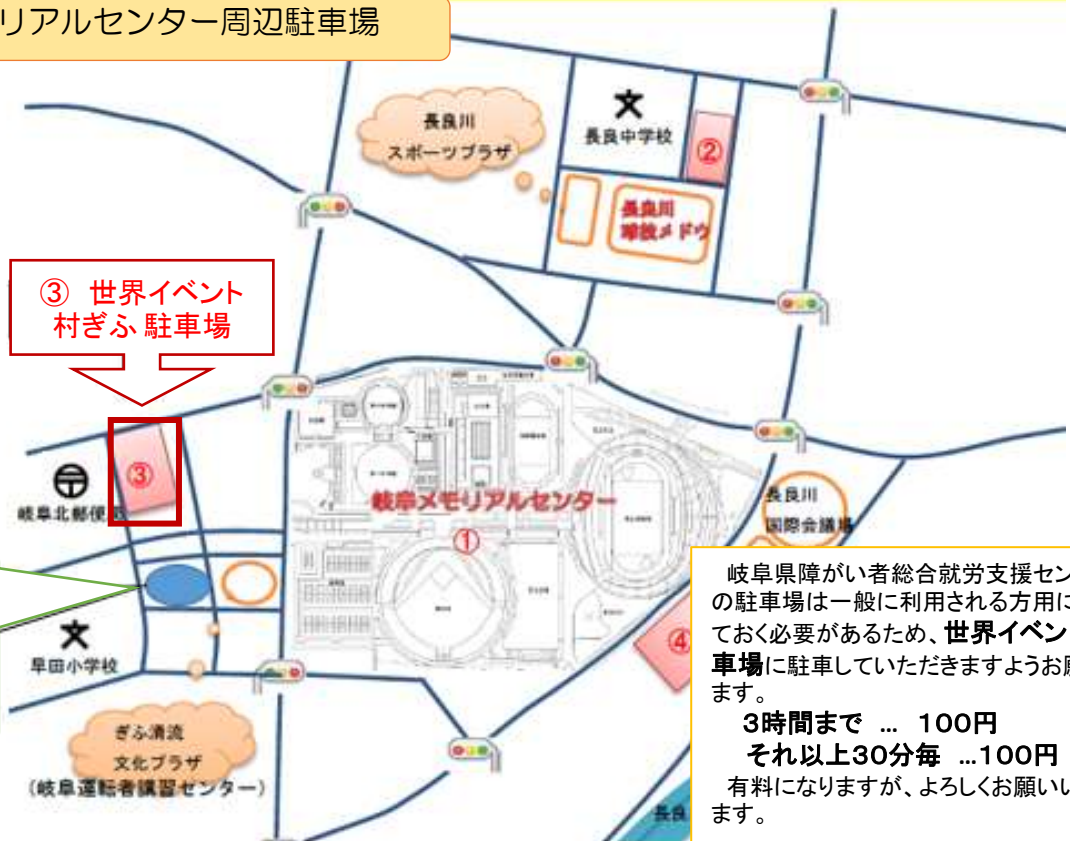 リアルセンター周辺駐車場
長良川
スポーツプラザ
文
長良中学校
②
長良川
球技メドウ
③ 世界イベント
村ぎふ 駐車場
③
〒
岐阜北郵便
岐阜メモリアルセンター
①
長良川
国際会議場
④
文
早田小学校
ぎふ清流
文化プラザ
(岐阜運転者講習センター)
長良
岐阜県障がい者総合就労支援セン
の駐車場は一般に利用される方用に
ておく必要があるため、世界イベン
車場に駐車していただきますようお願
ます。
3時間まで … 100円
それ以上30分毎 …100円
有料になりますが、よろしくお願いい
ます。